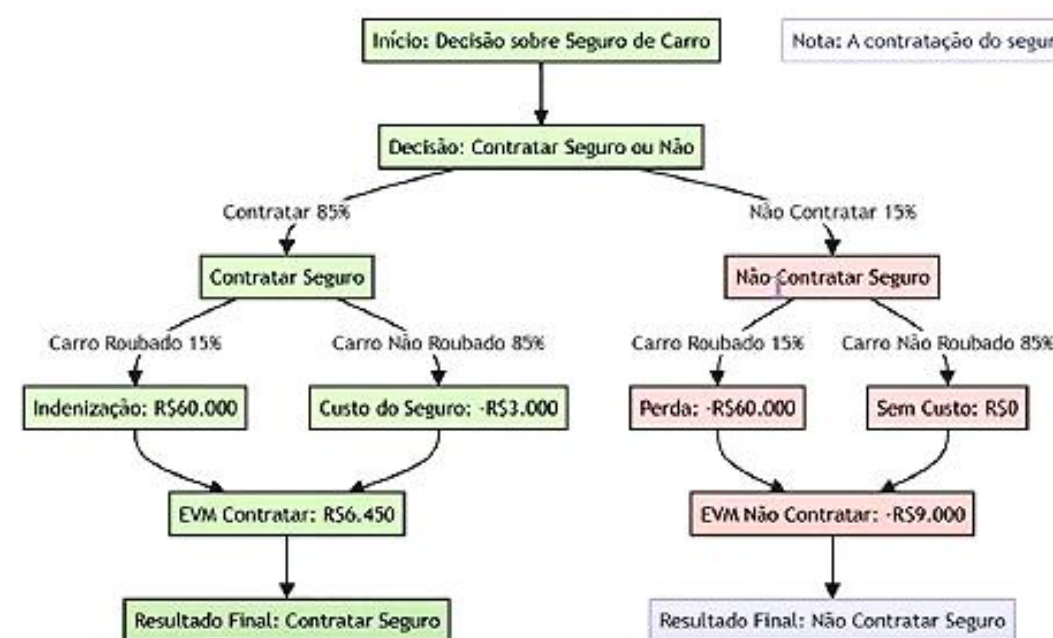 Início: Decisão sobre Seguro de Carro
Nota: A contratação do segur
Decisão: Contratar Seguro ou Não
Contratar 85%
Não Contratar 15%
Contratar Seguro
Não Contratar Seguro
Carro Roubado 15%
Carro Não Roubado 85%
Carro Roubado 15%
Carro Não Roubado 85%
Indenização: R$60.000
Custo do Seguro: -R$3.000
Perda: -R$60.000
Sem Custo: R$0
EVM Contratar: R$6.450
EVM Não Contratar: -R$9.000
Resultado Final: Contratar Seguro
Resultado Final: Não Contratar Seguro